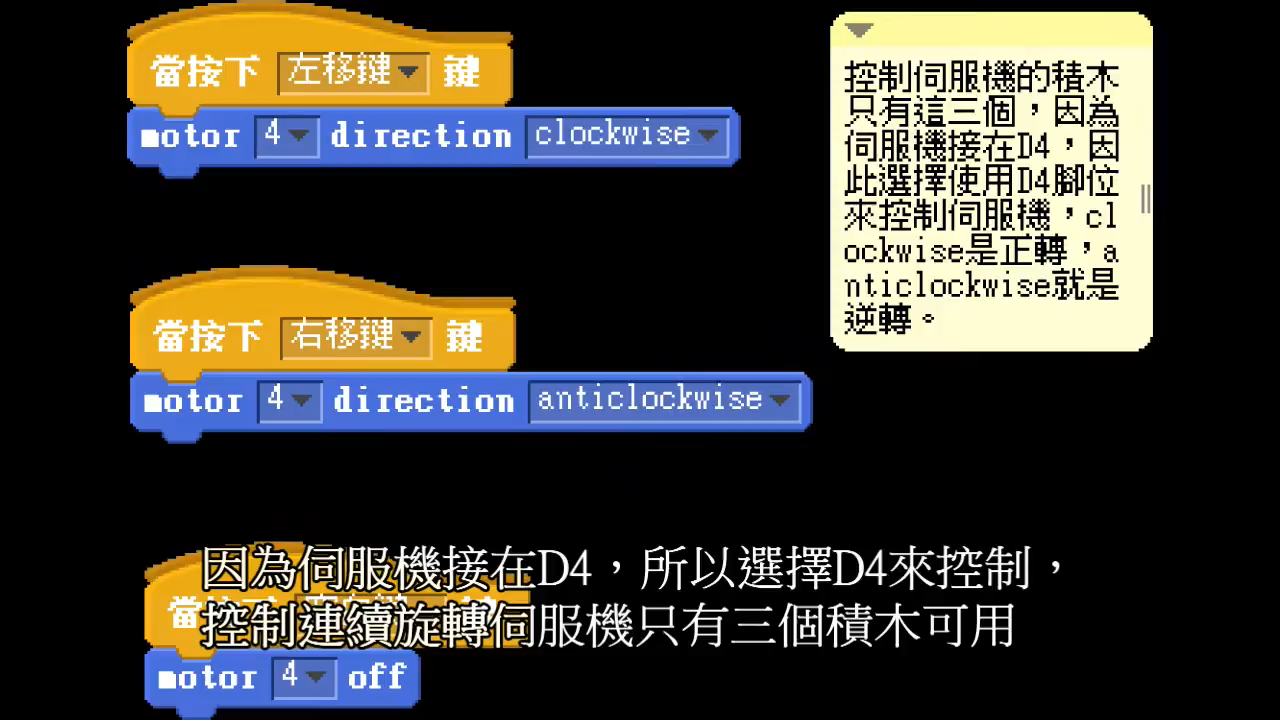 當按下 左移鍵 鍵
motor 4 direction clockwise
控制伺服機的積木
只有這三個，因為
伺服機接在D4，因
此選擇使用D4腳位
來控制伺服機，cl
ockwise是正轉，a
nticlockwise就是
逆轉。
當按下 右移鍵 鍵
motor 4 direction anticlockwise
因為伺服機接在D4，所以選擇D4來控制，
控制連續旋轉伺服機只有三個積木可用
motor 4 off